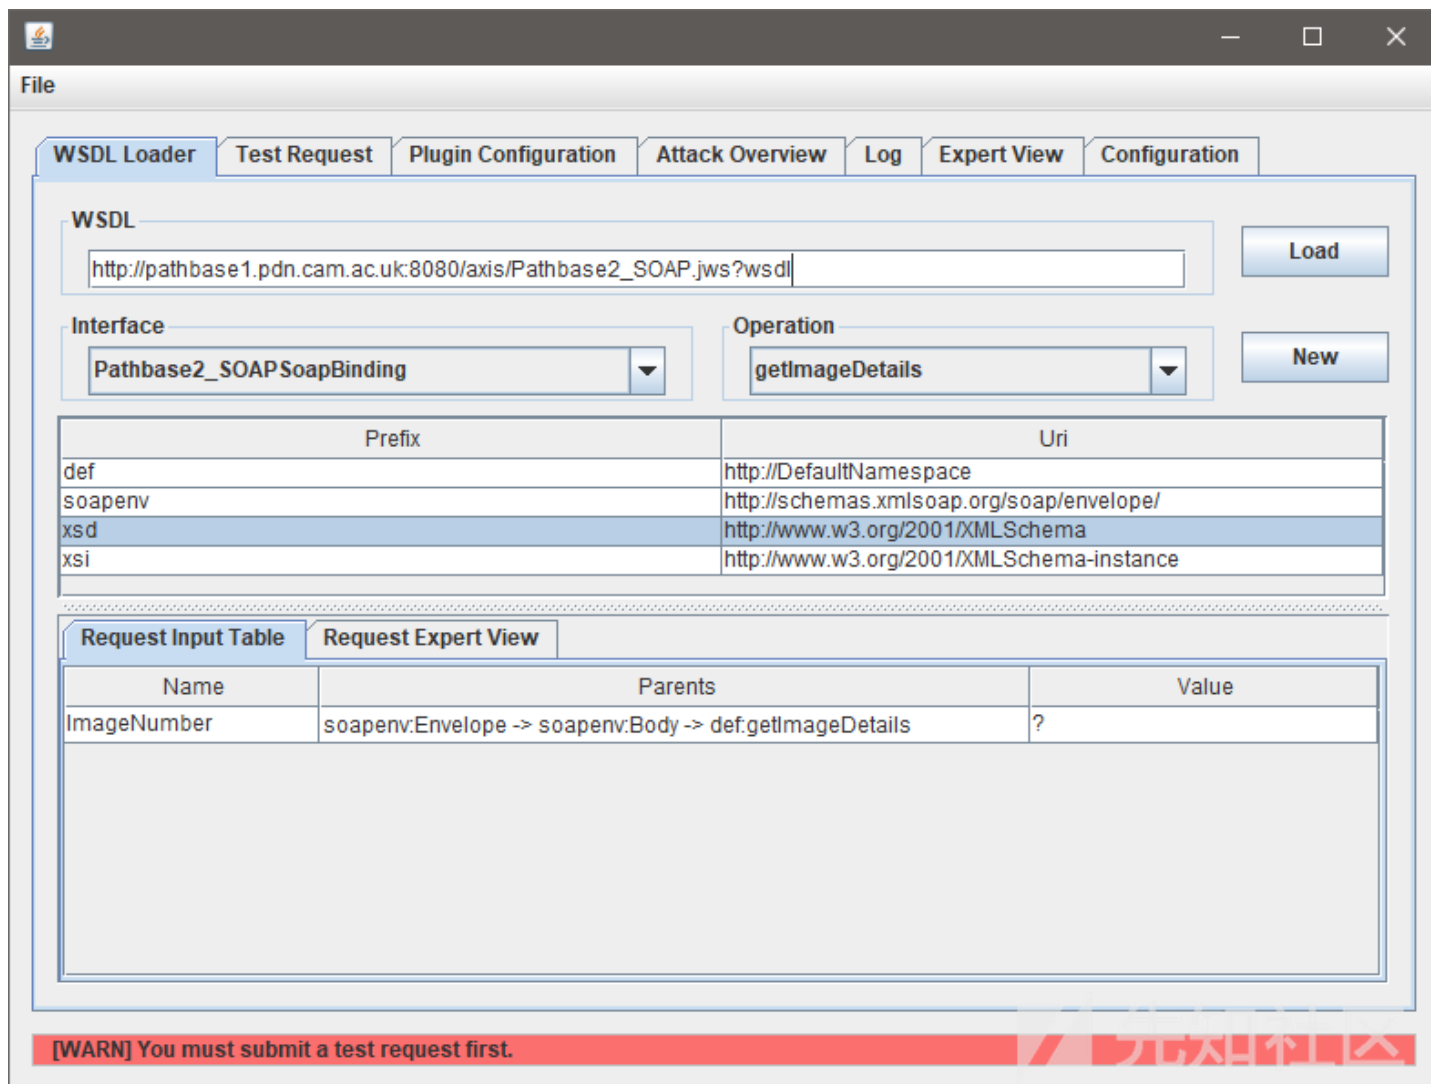 File
WSDL Loader Test Request Plugin Configuration Attack Overview Log Expert View Configuration
WSDL
http://pathbase1.pdn.cam.ac.uk:8080/axis/Pathbase2_SOAP.jws?wsdl
Load
Interface Operation
Pathbase2_SOAPSoapBinding getImageDetails New
Prefix Uri
def http://DefaultNamespace
soapenv http://schemas.xmlsoap.org/soap/envelope/
xsd http://www.w3.org/2001/XMLSchema
xsi http://www.w3.org/2001/XMLSchema-instance
Request Input Table Request Expert View
Name Parents Value
ImageNumber soapenv:Envelope -> soapenv:Body -> def:getImageDetails ?
[WARN] You must submit a test request first.
先知社区